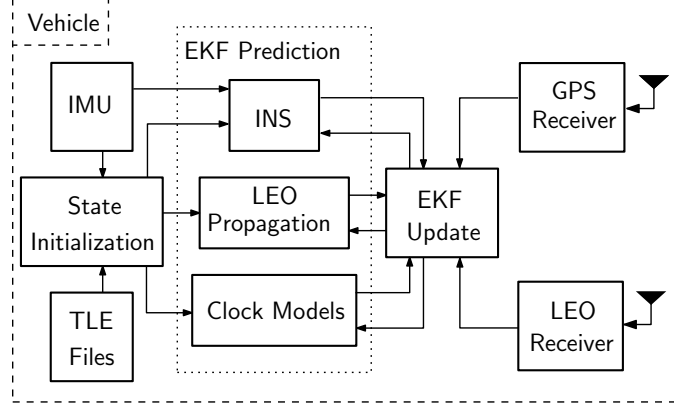 Vehicle
EKF Prediction
IMU
INS
GPS
Receiver
State
Initialization
LEO
Propagation
EKF
Update
TLE
Files
Clock Models
LEO
Receiver